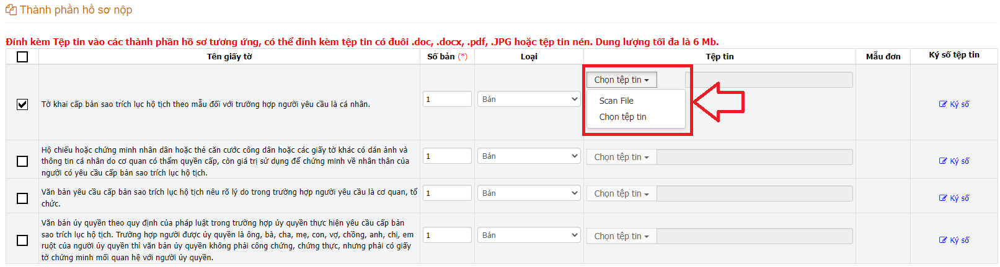 Thành phần hồ sơ nộp
Đính kèm Tệp tin vào các thành phần hồ sơ tương ứng, có thể đính kèm tệp tin có đuôi .doc, .docx, .pdf, .JPG hoặc tệp tin nén. Dung lượng tối đa là 6 Mb.
Tên giấy tờ Số bản (*) Loại Tệp tin Mẫu đơn Ký số tệp tin
Chọn tệp tin
Tờ khai cấp bản sao trích lục hộ tịch theo mẫu đối với trường hợp người yêu cầu là cá nhân. 1 Bản Ký số
Scan File
Chọn tệp tin
Hộ chiếu hoặc chứng minh nhân dân hoặc thẻ căn cước công dân hoặc các giấy tờ khác có dán ảnh và
thông tin cá nhân do cơ quan có thẩm quyền cấp, còn giá trị sử dụng để chứng minh về nhân thân của
người có yêu cầu cấp bản sao trích lục hộ tịch.
1 Bản Chọn tệp tin Ký số
Văn bản yêu cầu cấp bản sao trích lục hộ tịch nêu rõ lý do trong trường hợp người yêu cầu là cơ quan, tổ
chức.
1 Bản Chọn tệp tin Ký số
Văn bản ủy quyền theo quy định của pháp luật trong trường hợp ủy quyền thực hiện yêu cầu cấp bản
sao trích lục hộ tịch. Trường hợp người được ủy quyền là ông, bà, cha, mẹ, con, vợ, chồng, anh, chị, em
ruột của người ủy quyền thì văn bản ủy quyền không phải công chứng, chứng thực, nhưng phải có giấy
tờ chứng minh mối quan hệ với người ủy quyền.
1 Bản Chọn tệp tin Ký số